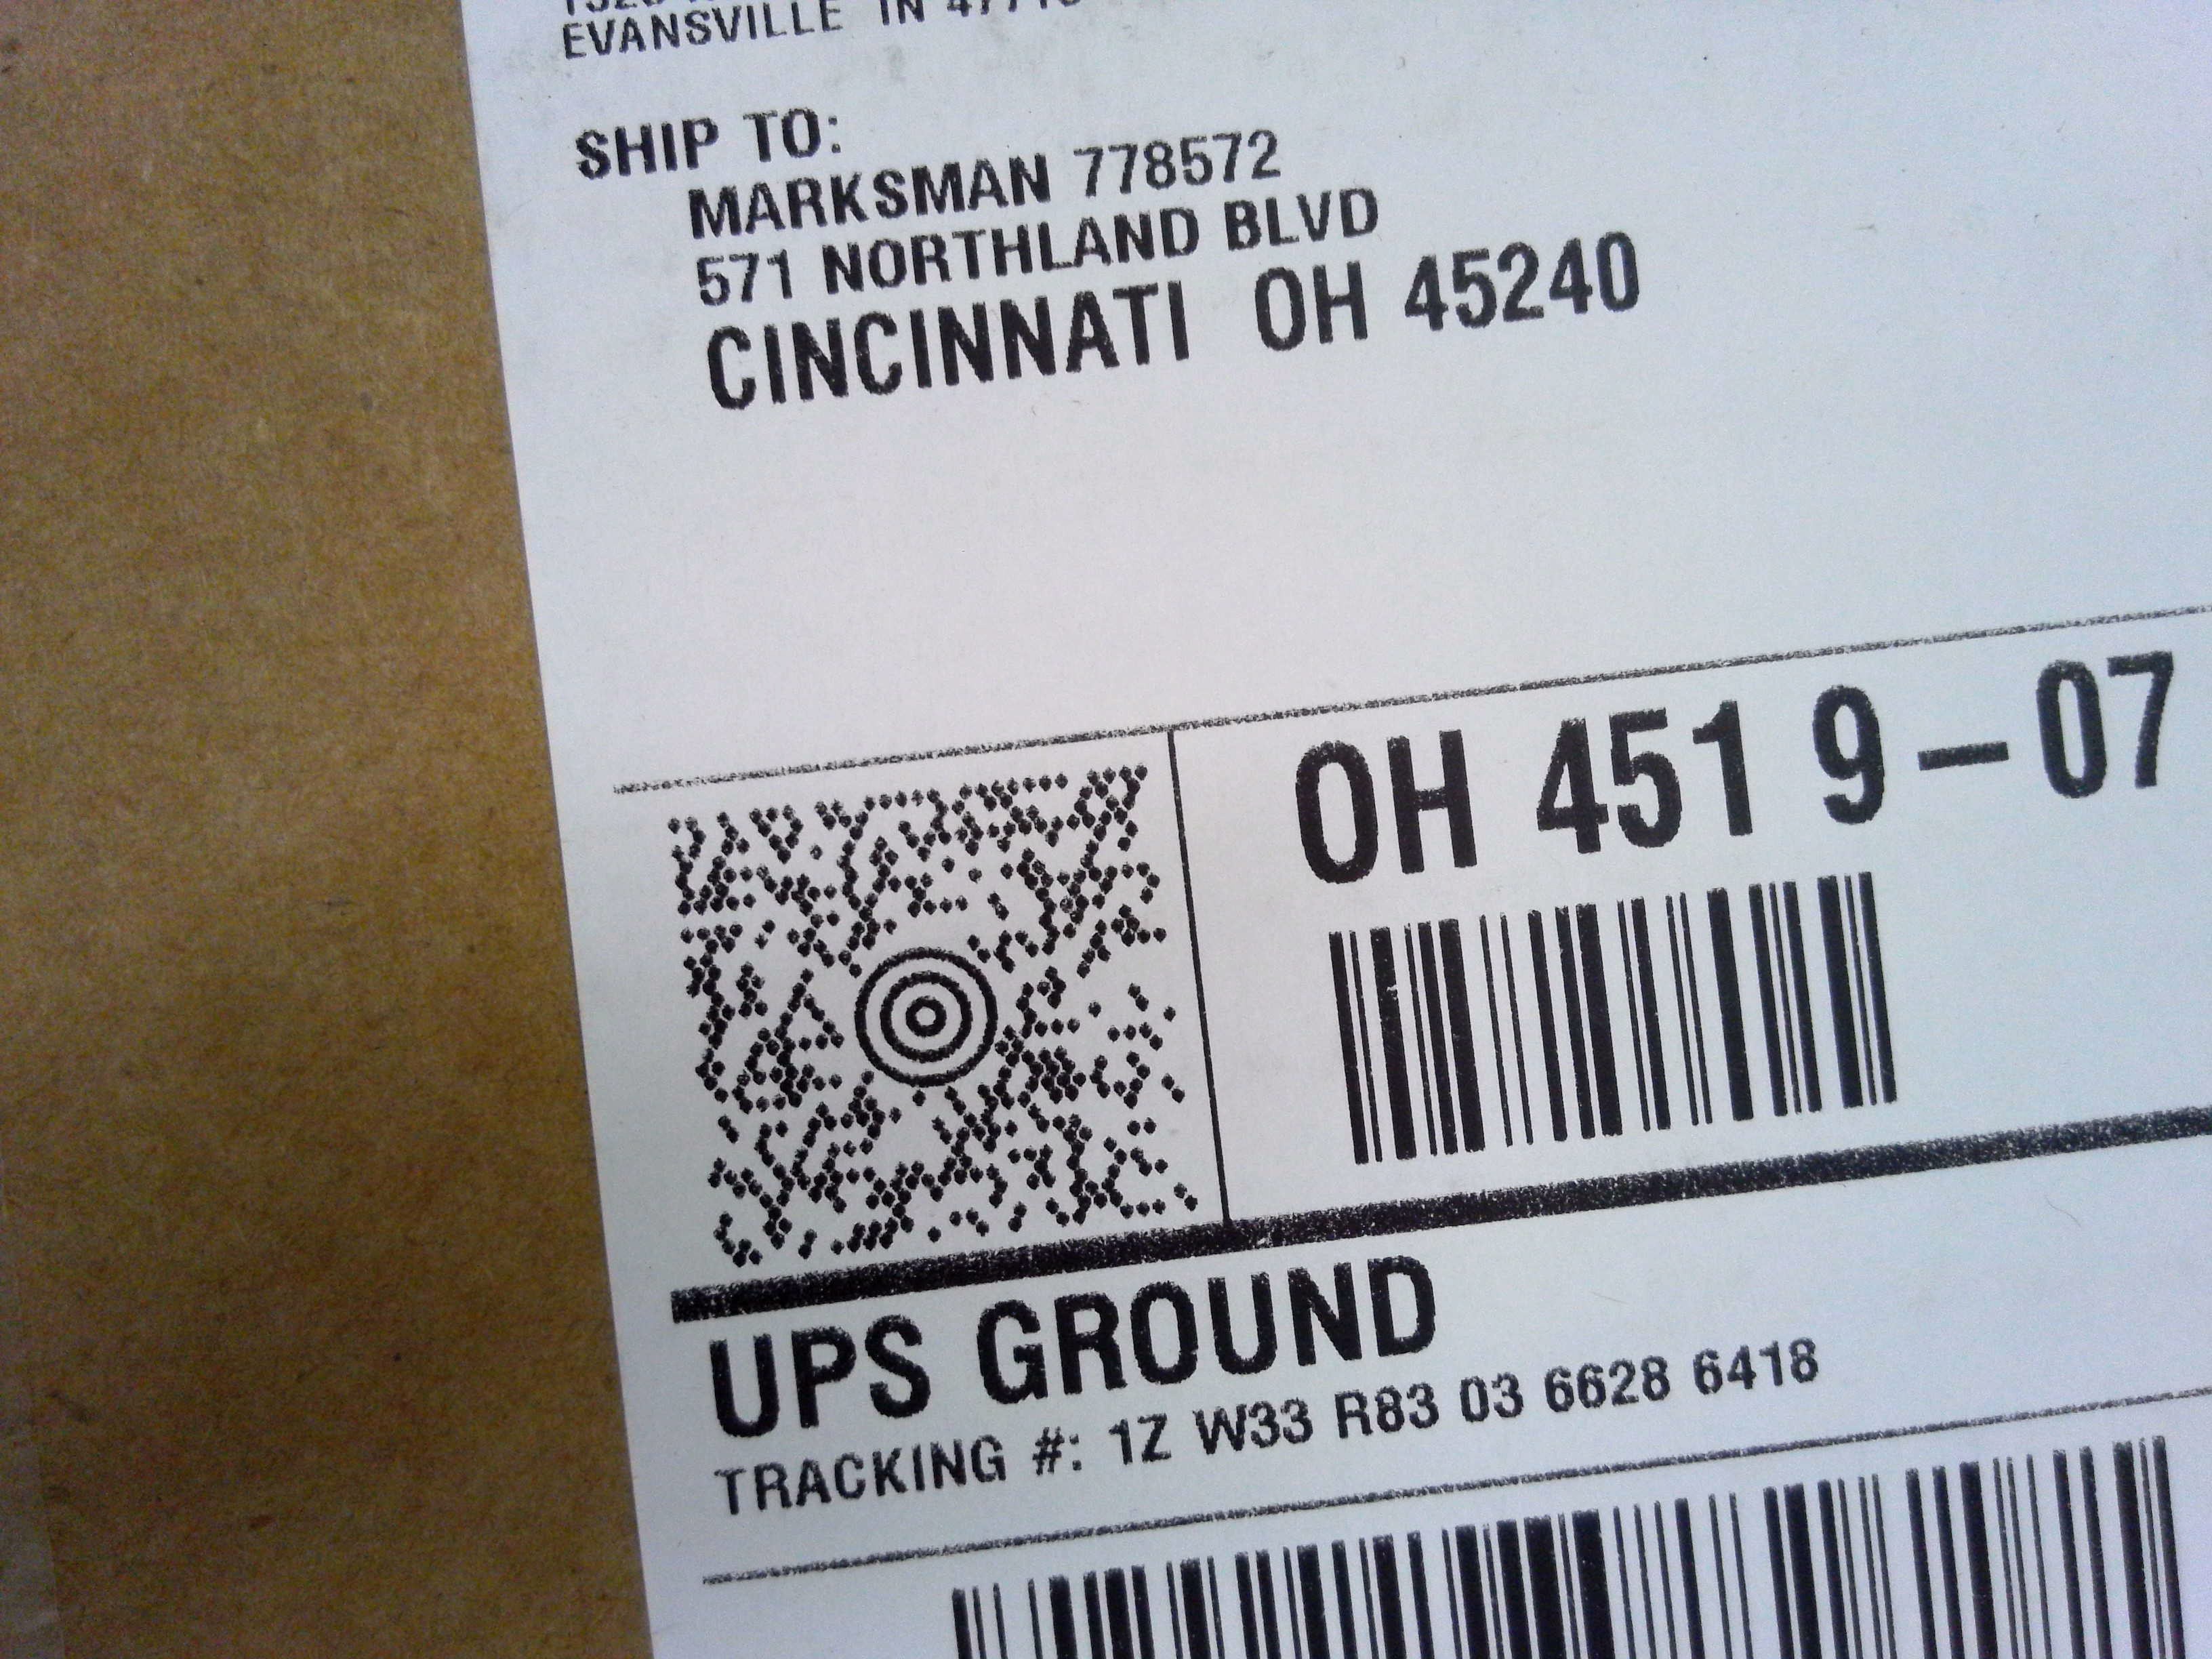 EVANSVILLE IN
SHIP TO:
MARKSMAN 778572
571 NORTHLAND BLVD
CINCINNATI OH 45240
OH 451 9-07
UPS GROUND
TRACKING #: 1Z W33 R83 03 6628 6418